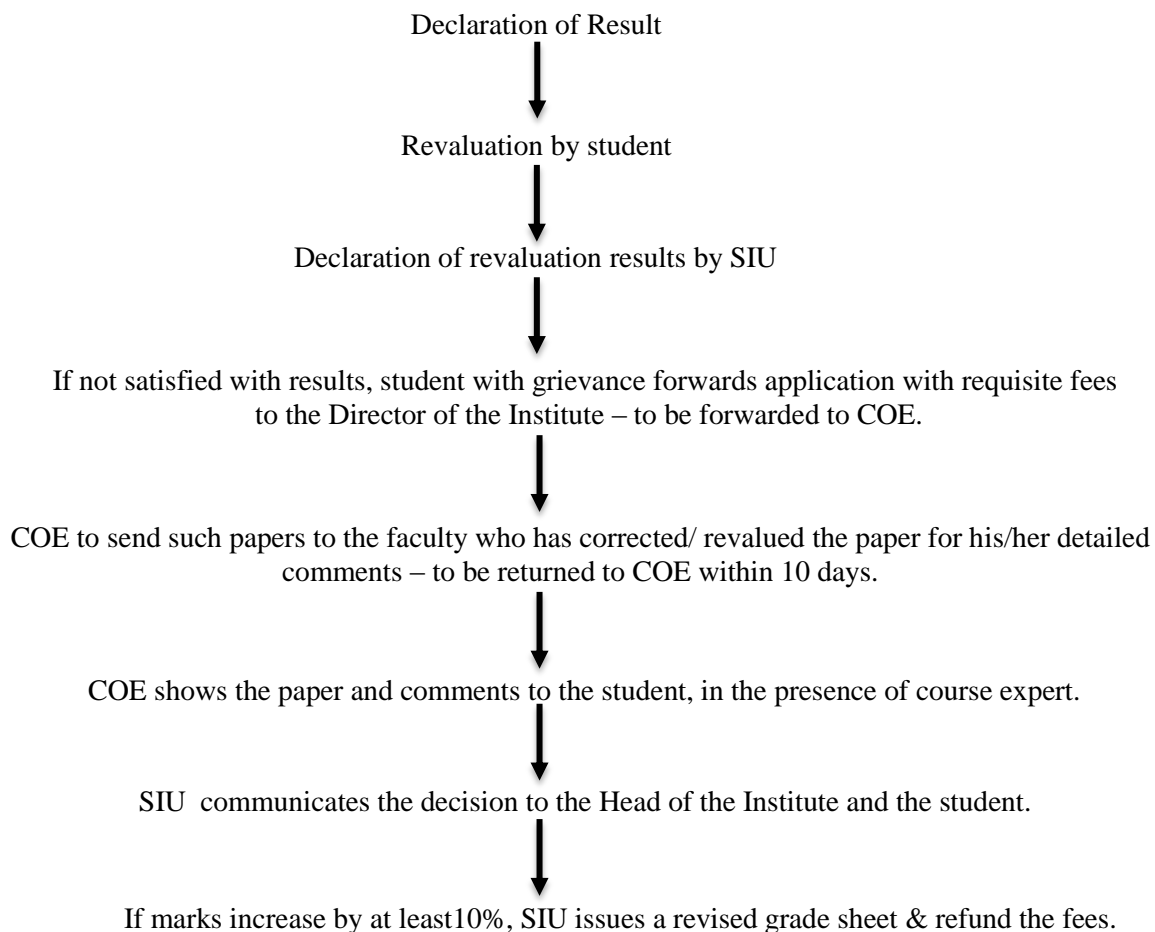 Declaration of Result
Revaluation by student
Declaration of revaluation results by SIU
If not satisfied with results, student with grievance forwards application with requisite fees
to the Director of the Institute – to be forwarded to COE.
COE to send such papers to the faculty who has corrected/ revalued the paper for his/her detailed
comments – to be returned to COE within 10 days.
COE shows the paper and comments to the student, in the presence of course expert.
SIU communicates the decision to the Head of the Institute and the student.
If marks increase by at least10%, SIU issues a revised grade sheet & refund the fees.